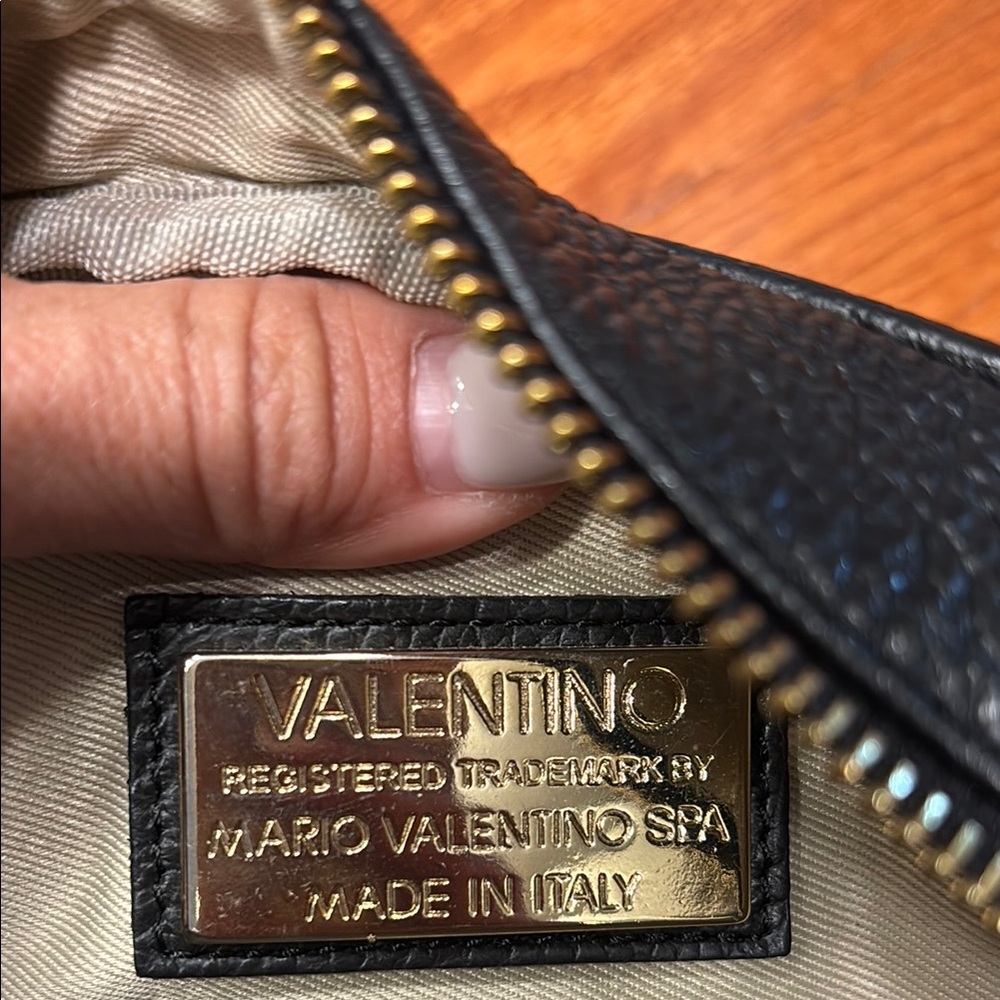 VALENTINO
REGISTERED TRADEMARK BY
MARIO VALENTINO SPA
MADE IN ITALY